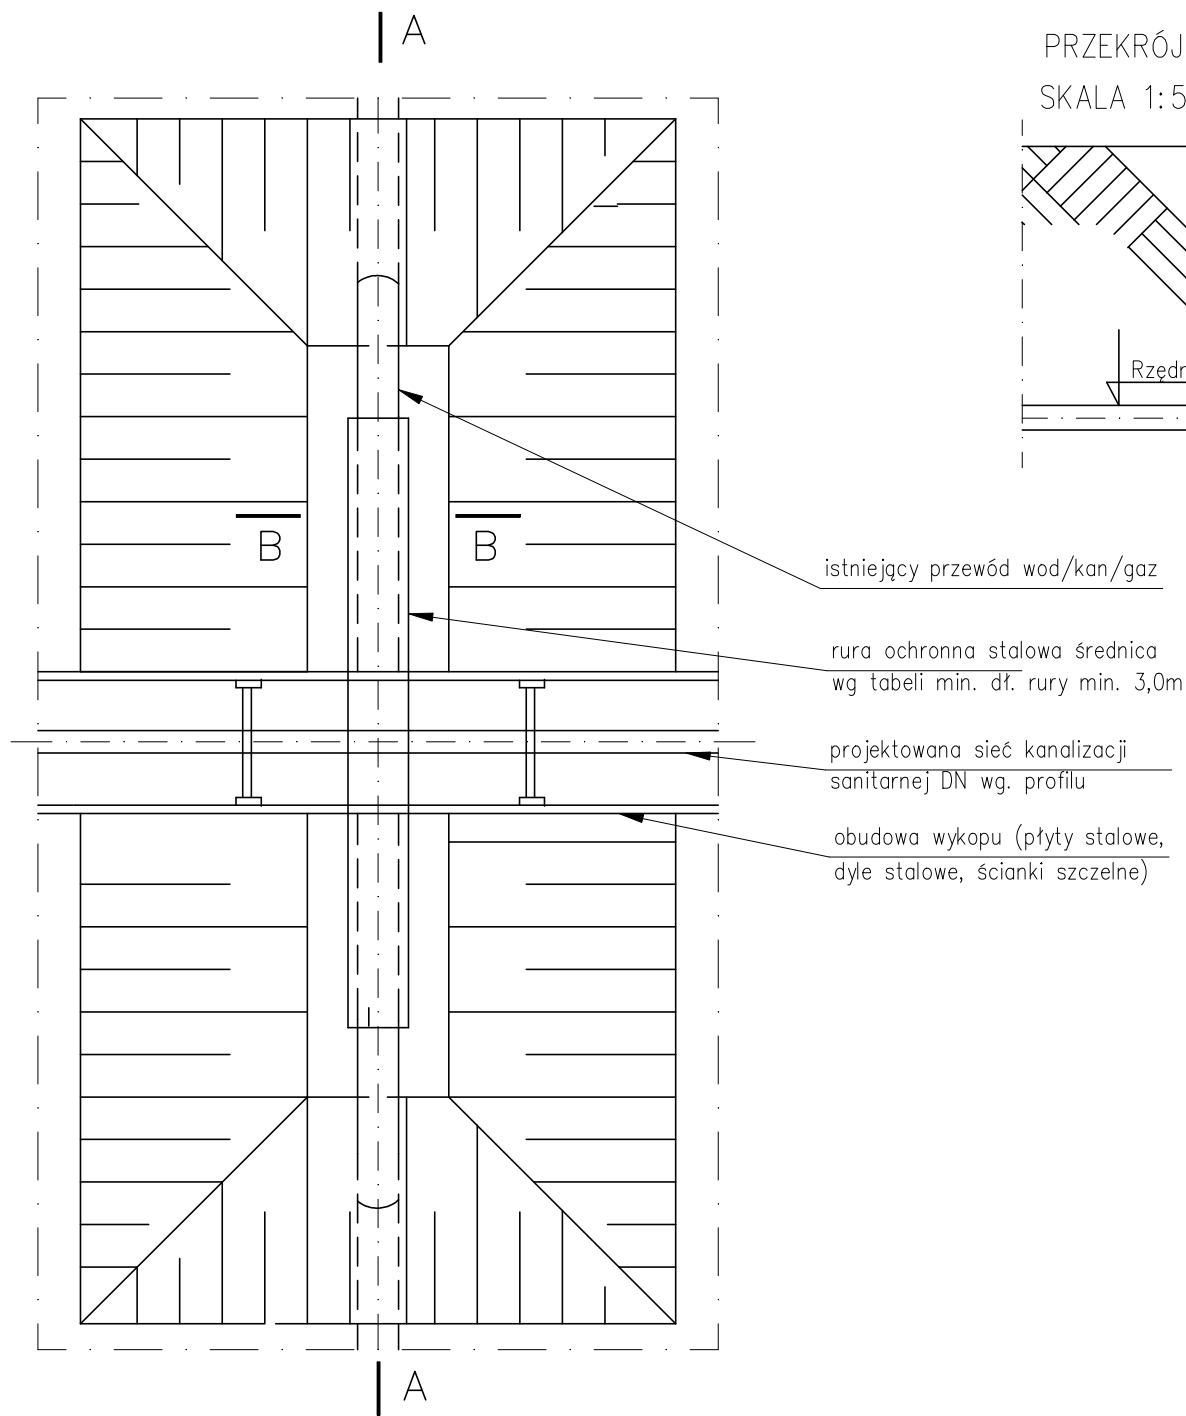 A
PRZEKRÓJ
SKALA 1:5
Rzędr
B B
istniejący przewód wod/kan/gaz
rura ochronna stalowa średnica
wg tabeli min. dł. rury min. 3,0m
projektowana sieć kanalizacji
sanitarnej DN wg. profilu
obudowa wykopu (płyty stalowe,
dyle stalowe, ścianki szczelne)
A